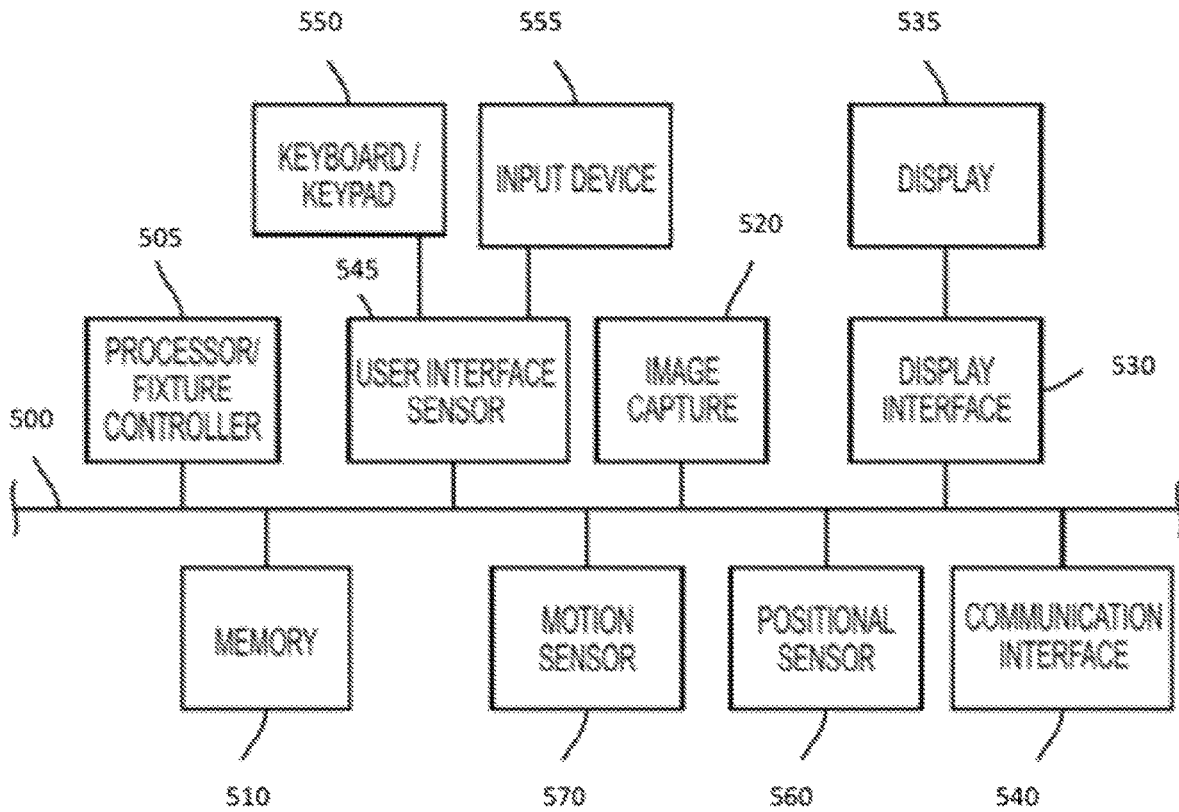 550
555
535
KEYBOARD /
KEYPAD
INPUT DEVICE
DISPLAY
505
545
520
PROCESSOR/
FIXTURE
CONTROLLER
USER INTERFACE
SENSOR
IMAGE
CAPTURE
DISPLAY
INTERFACE
530
500
MEMORY
MOTION
SENSOR
POSITIONAL
SENSOR
COMMUNICATION
INTERFACE
510
570
560
540